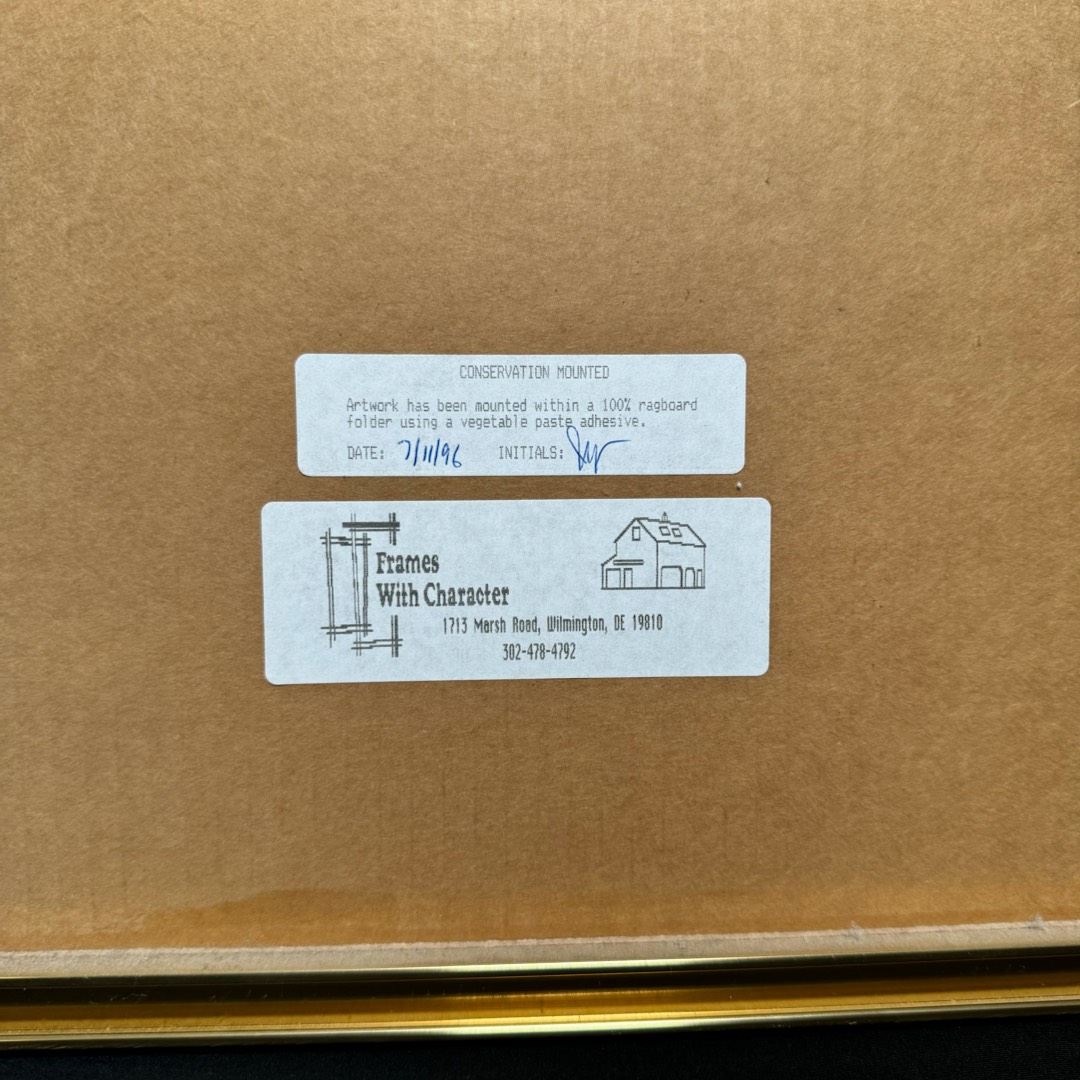 CONSERVATION MOUNTED
Artwork has been mounted within a 100% ragboard
folder using a vegetable paste adhesive.
DATE: 7/11/96 INITIALS:
Frames
With Character
1713 Marsh Road, Wilmington, DE 19810
302-478-4792